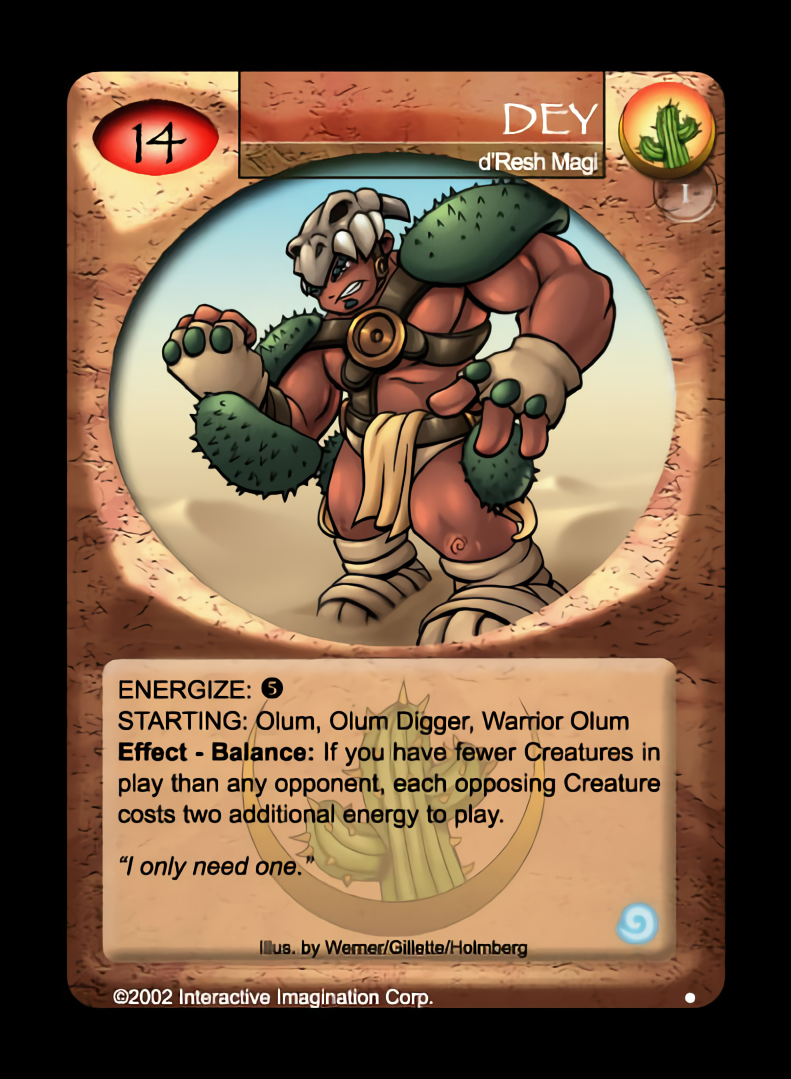 14
DEY
d'Resh Magi
I
ENERGIZE: ❺
STARTING: Olum, Olum Digger, Warrior Olum
Effect - Balance: If you have fewer Creatures in
play than any opponent, each opposing Creature
costs two additional energy to play.
“I only need one.”
Illus. by Werner/Gillette/Holmberg
©2002 Interactive Imagination Corp.